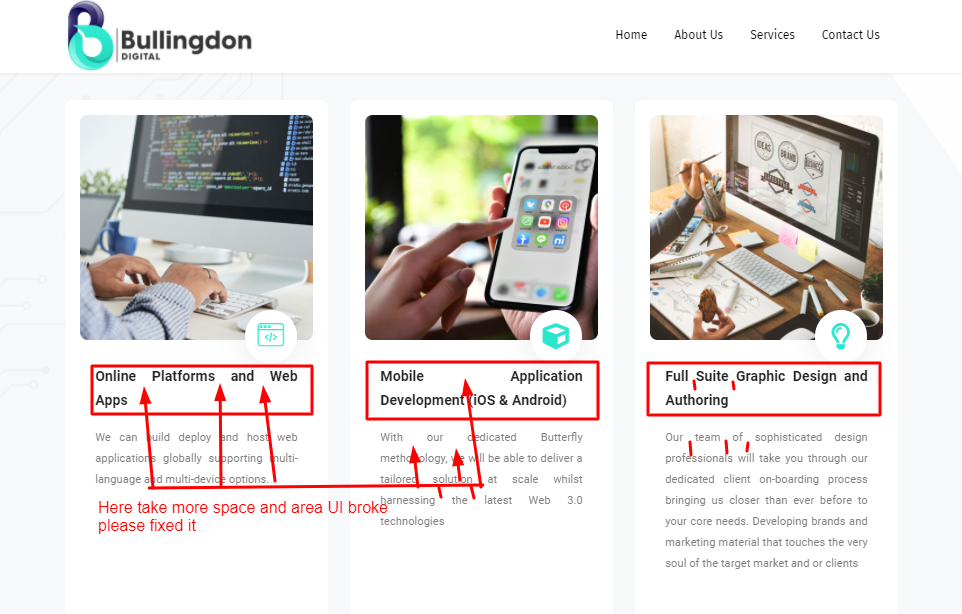 Bullingdon
DIGITAL
Home About Us Services Contact Us
IDEAS
BRAND
Online Platforms and Web
Apps
We can build deploy and host web
applications globally supporting multi-
language and multi-device options.
Mobile Application
Development (iOS & Android)
With our dedicated Butterfly
methodology, we will be able to deliver a
tailored solution at scale whilst
harnessing the latest Web 3.0
technologies
Full Suite Graphic Design and
Authoring
Our team of sophisticated design
professionals will take you through our
dedicated client on-boarding process
bringing us closer than ever before to
your core needs. Developing brands and
marketing material that touches the very
soul of the target market and or clients
Here take more space and area UI broke
please fixed it